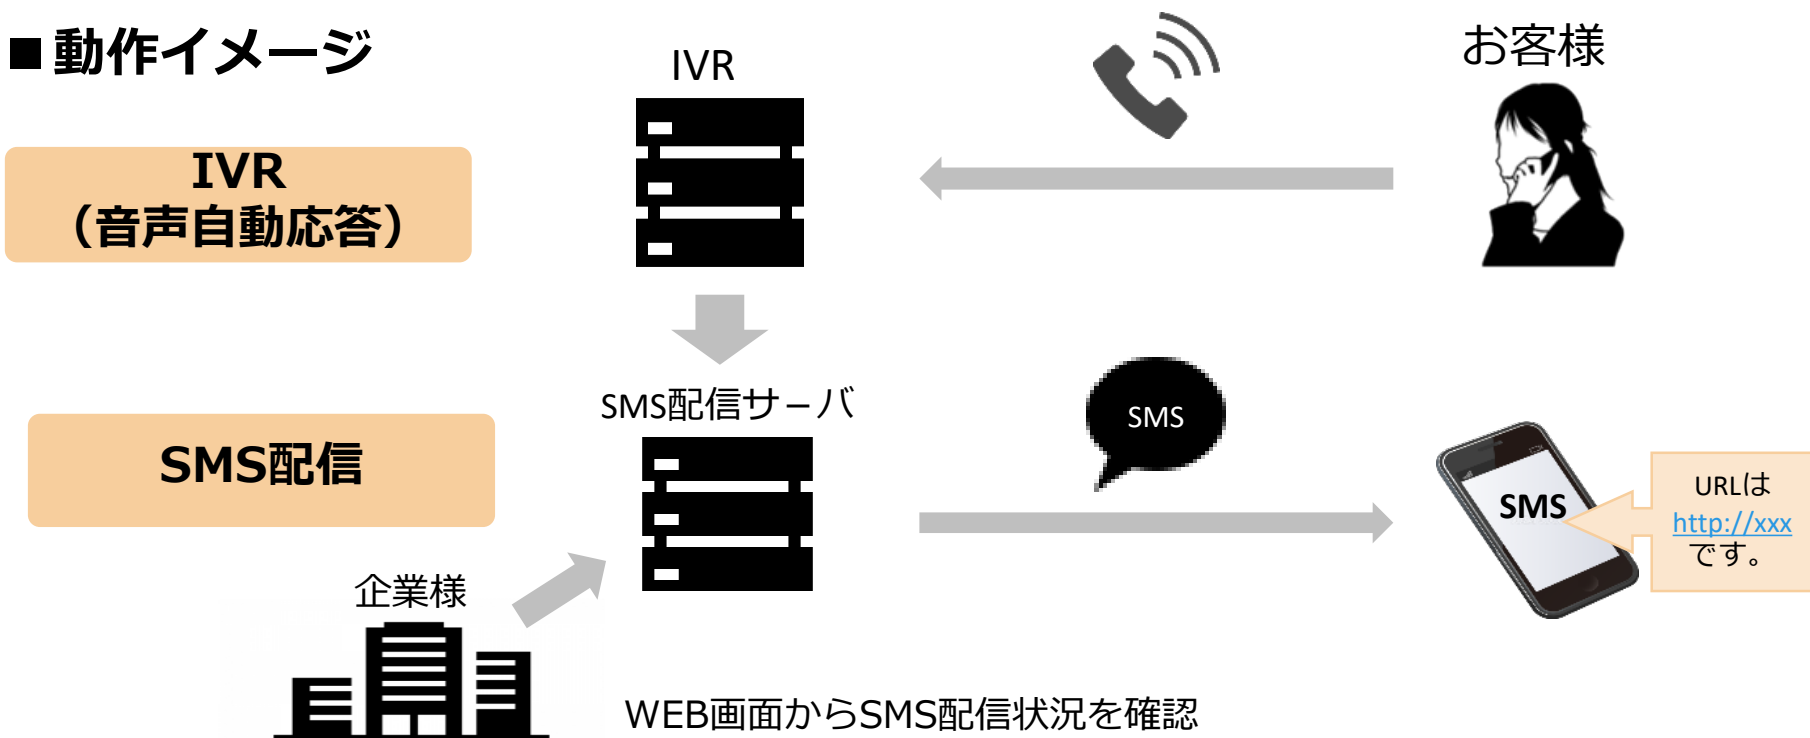 ■動作イメージ
IVR
お客様
IVR
（音声自動応答）
SMS配信サーバ
SMS
SMS配信
SMS
URLは
http://xxx
です。
企業様
WEB画面からSMS配信状況を確認